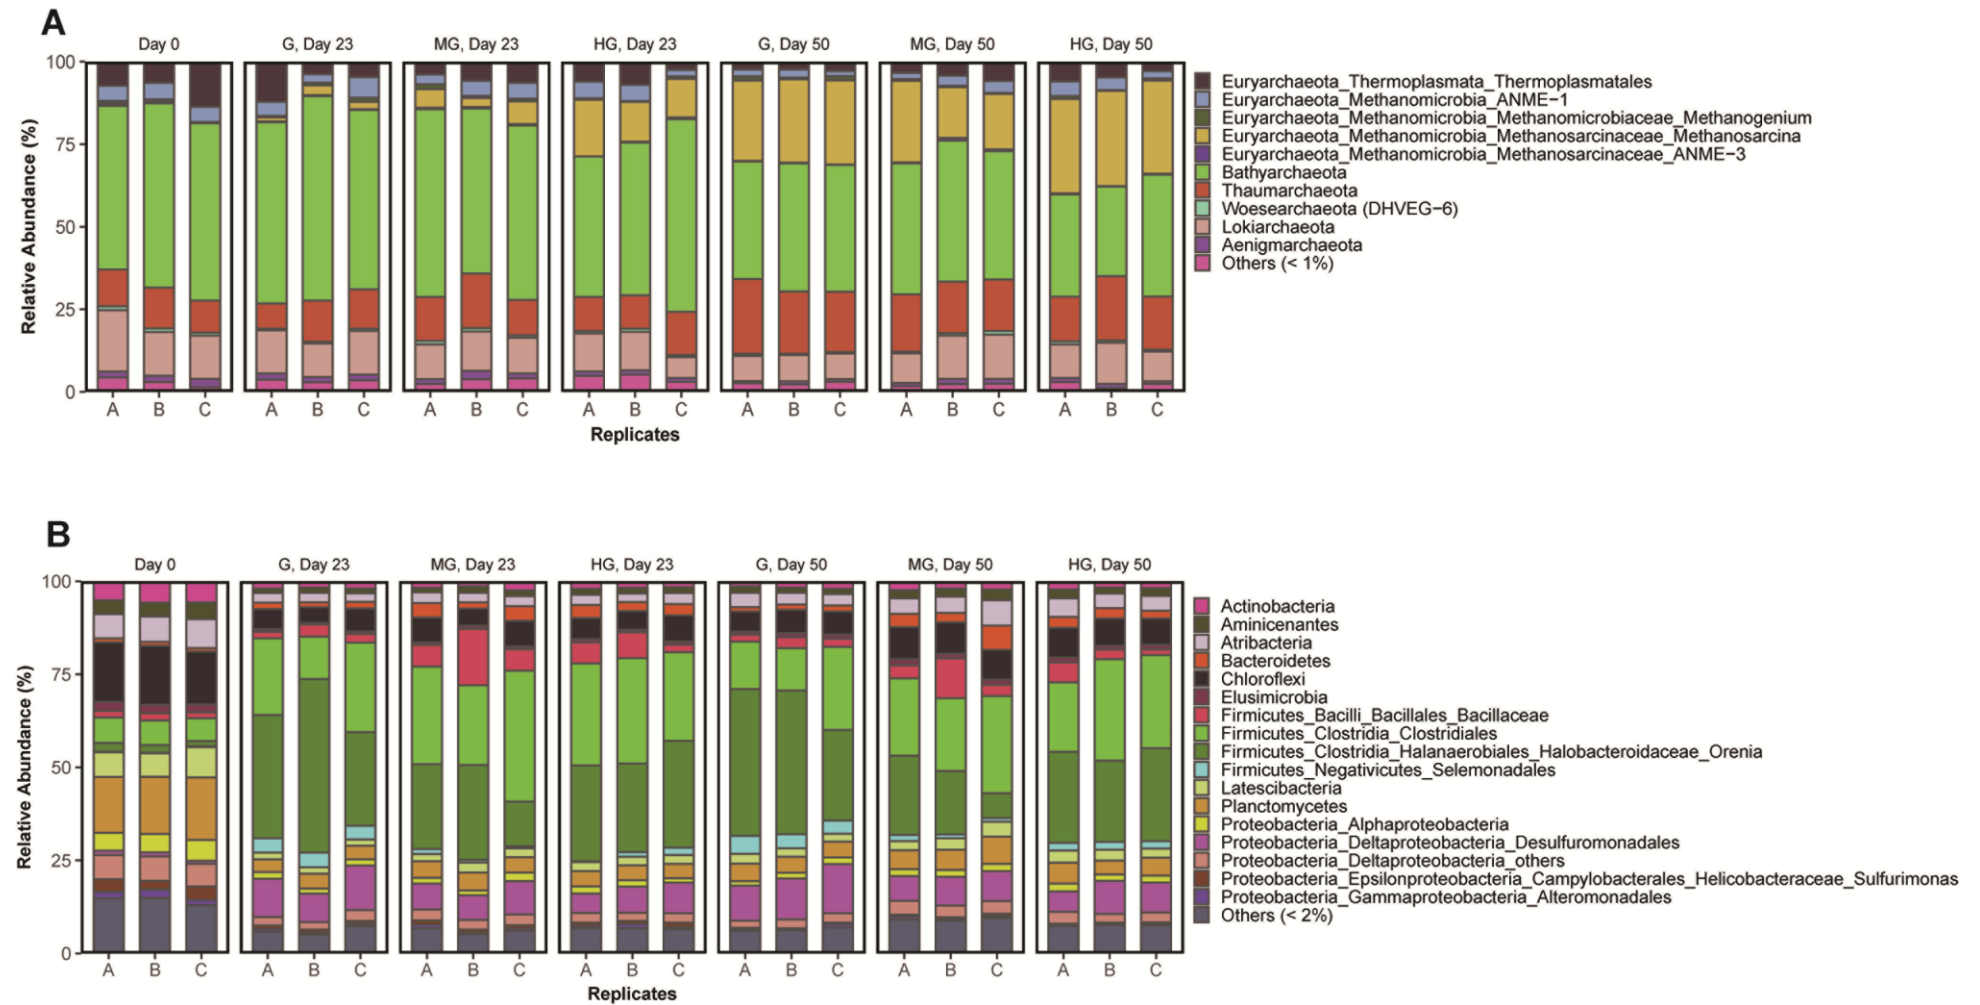 A
Day 0 G, Day 23 MG, Day 23 HG, Day 23 G, Day 50 MG, Day 50 HG, Day 50
Relative Abundance (%)
100
75
50
25
0
A B C A B C A B C A B C A B C A B C A B C
Replicates
Euryarchaeota_Thermoplasmata_Thermoplasmatales
Euryarchaeota_Methanomicrobia_ANME−1
Euryarchaeota_Methanomicrobia_Methanomicrobiaceae_Methanogenium
Euryarchaeota_Methanomicrobia_Methanosarcinaceae_Methanosarcina
Euryarchaeota_Methanomicrobia_Methanosarcinaceae_ANME−3
Bathyarchaeota
Thaumarchaeota
Woesearchaeota (DHVEG−6)
Lokiarchaeota
Aenigmarchaeota
Others (< 1%)
B
Day 0 G, Day 23 MG, Day 23 HG, Day 23 G, Day 50 MG, Day 50 HG, Day 50
Relative Abundance (%)
100
75
50
25
0
A B C A B C A B C A B C A B C A B C A B C
Replicates
Actinobacteria
Aminicenantes
Atribacteria
Bacteroidetes
Chloroflexi
Elusimicrobia
Firmicutes_Bacilli_Bacillales_Bacillaceae
Firmicutes_Clostridia_Clostridiales
Firmicutes_Clostridia_Halanaerobiales_Halobacteroidaceae_Orenia
Firmicutes_Negativicutes_Selemonadales
Latescibacteria
Planctomycetes
Proteobacteria_Alphaproteobacteria
Proteobacteria_Deltaproteobacteria_Desulfuromonadales
Proteobacteria_Deltaproteobacteria_others
Proteobacteria_Epsilonproteobacteria_Campylobacterales_Helicobacteraceae_Sulfurimonas
Proteobacteria_Gammaproteobacteria_Alteromonadales
Others (< 2%)